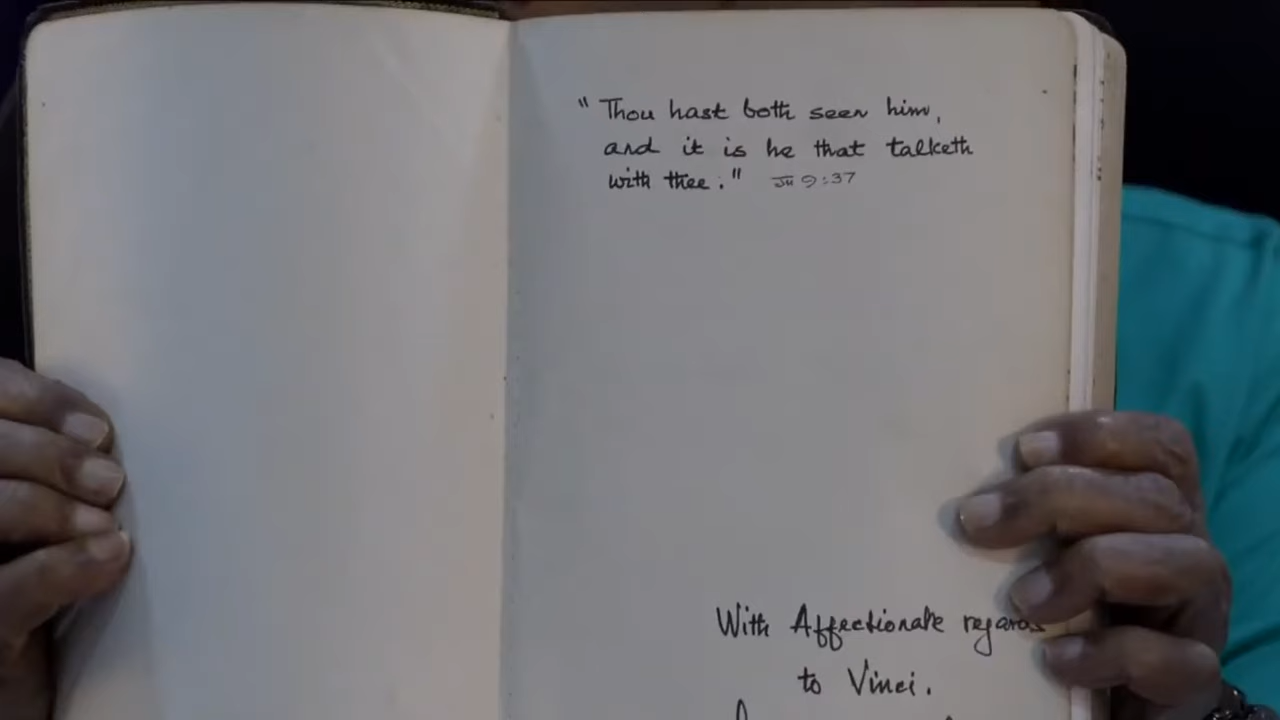 "Thou hast both seen him,
and it is he that talketh
with thee." Jn 9:37
With Affectionate regards
to Vinci.